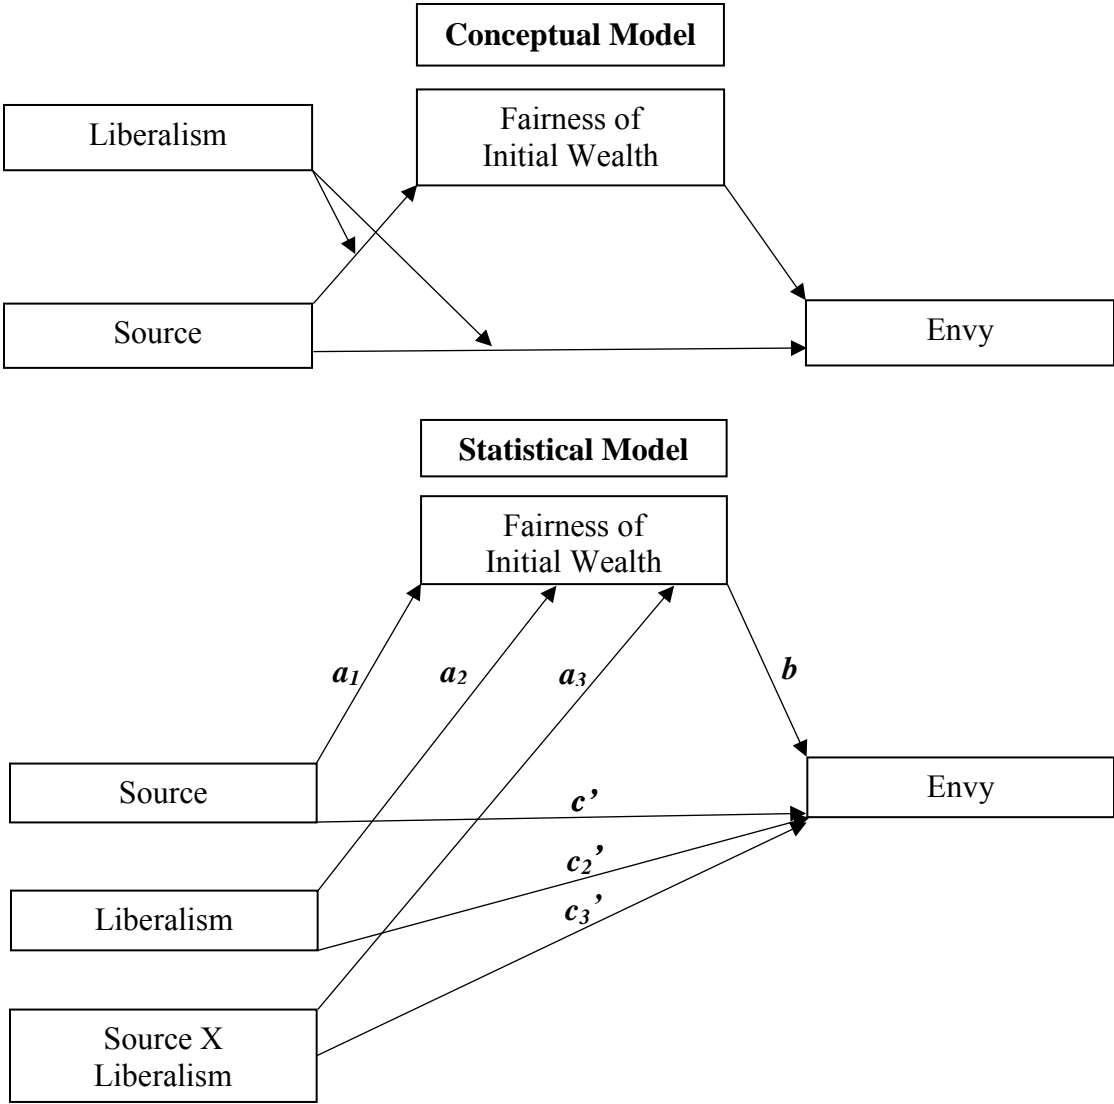 Conceptual Model
Liberalism
Fairness of
Initial Wealth
Source
Envy
Statistical Model
Fairness of
Initial Wealth
a1
a2
a3
b
Source
c’
Envy
c2’
Liberalism
c3’
Source X
Liberalism